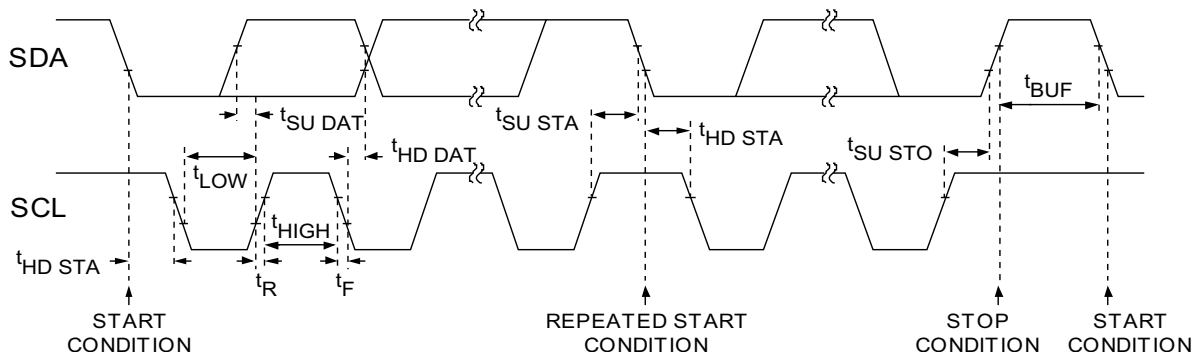 SDA
tBUF
tSU DAT
tSU STA
tHD STA
tHD DAT
tSU STO
tLOW
SCL
tHIGH
tHD STA
tR
tF
START
CONDITION
REPEATED START
CONDITION
STOP
CONDITION
START
CONDITION